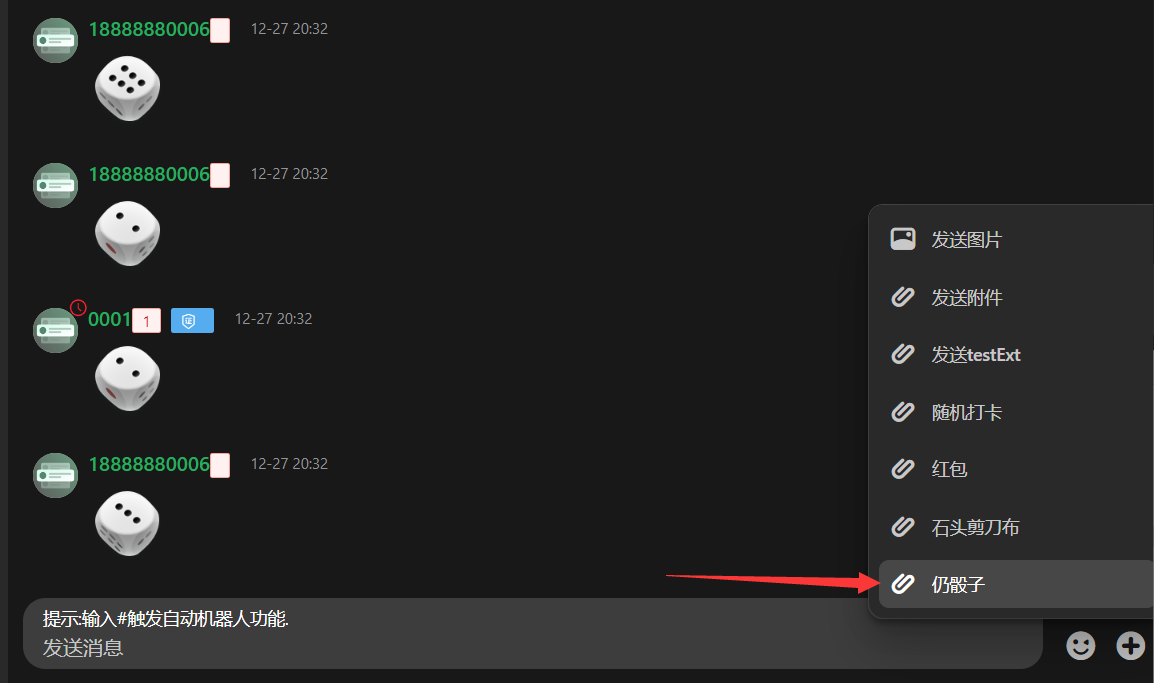 18888880006 12-27 20:32
18888880006 12-27 20:32
0001 1 证 12-27 20:32
18888880006 12-27 20:32
发送图片
发送附件
发送testExt
随机打卡
红包
石头剪刀布
仍骰子
提示:输入#触发自动机器人功能.
发送消息